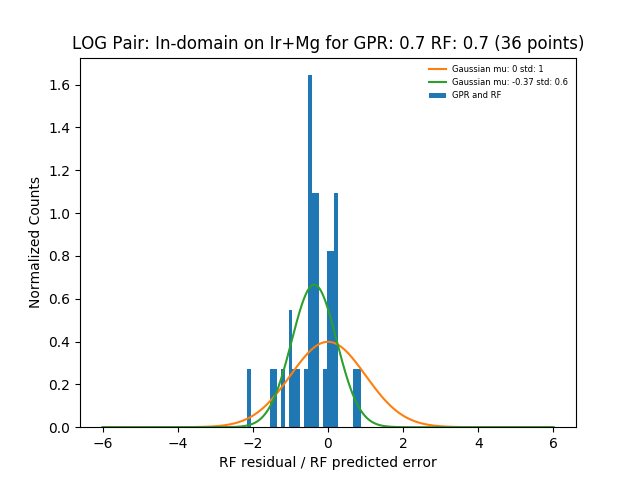 LOG Pair: In-domain on Ir+Mg for GPR: 0.7 RF: 0.7 (36 points)
Gaussian mu: 0 std: 1
Gaussian mu: -0.37 std: 0.6
GPR and RF
Normalized Counts
1.6
1.4
1.2
1.0
0.8
0.6
0.4
0.2
0.0
−6 −4 −2 0 2 4 6
RF residual / RF predicted error